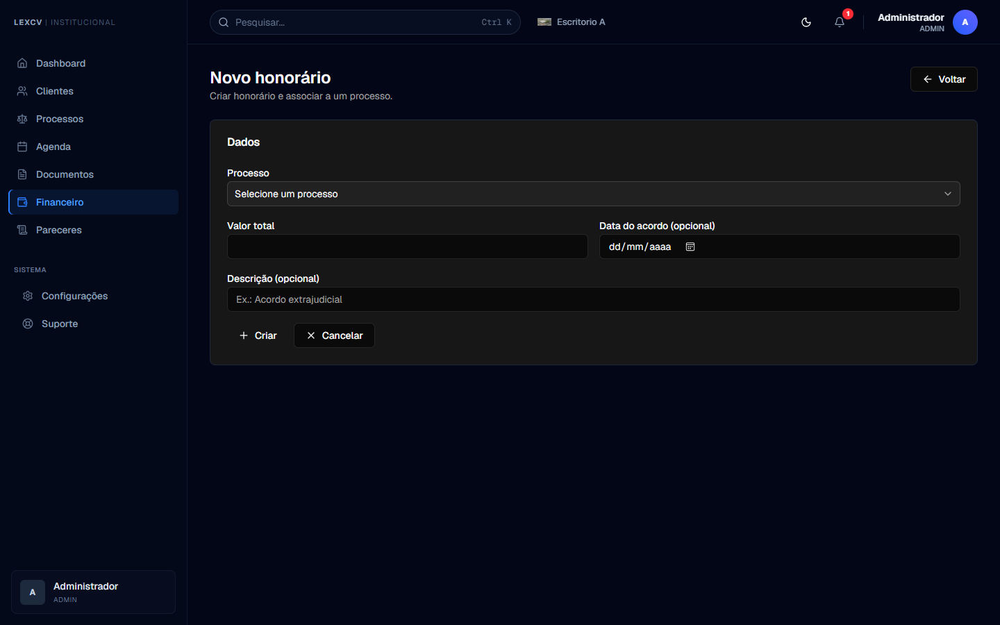 LEXCV | INSTITUCIONAL
Pesquisar... Ctrl K
Escritorio A
1
Administrador
ADMIN
A
Dashboard
Clientes
Processos
Agenda
Documentos
Financeiro
Pareceres
SISTEMA
Configurações
Suporte
A
Administrador
ADMIN
Novo honorário
Criar honorário e associar a um processo.
Voltar
Dados
Processo
Selecione um processo
Valor total
Data do acordo (opcional)
dd/mm/aaaa
Descrição (opcional)
Ex.: Acordo extrajudicial
Criar
Cancelar